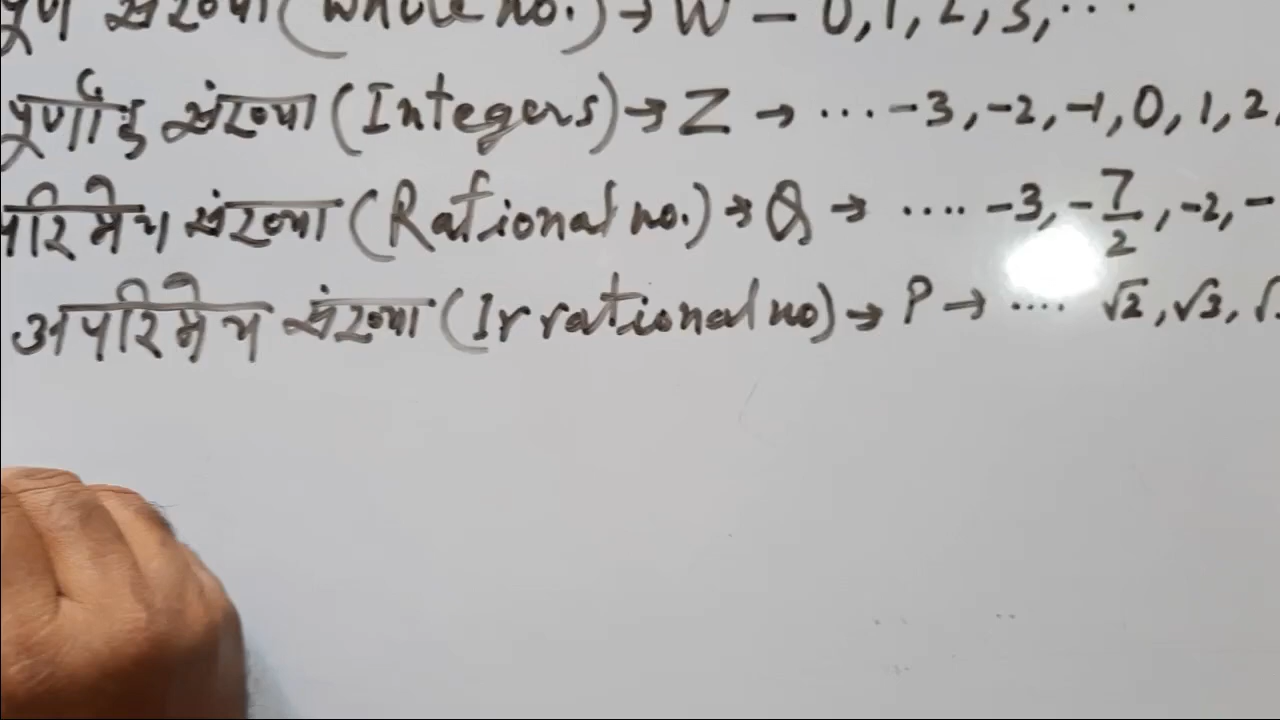 पूर्ण संख्या (Whole no.) → W – 0, 1, 2, 3, ...
पूर्णांक संख्या (Integers) → Z → ... -3, -2, -1, 0, 1, 2,
परिमेय संख्या (Rational no.) → Q → .... -3, -7/2, -2, -
अपरिमेय संख्या (Irrational no) → P → .... √2, √3, √